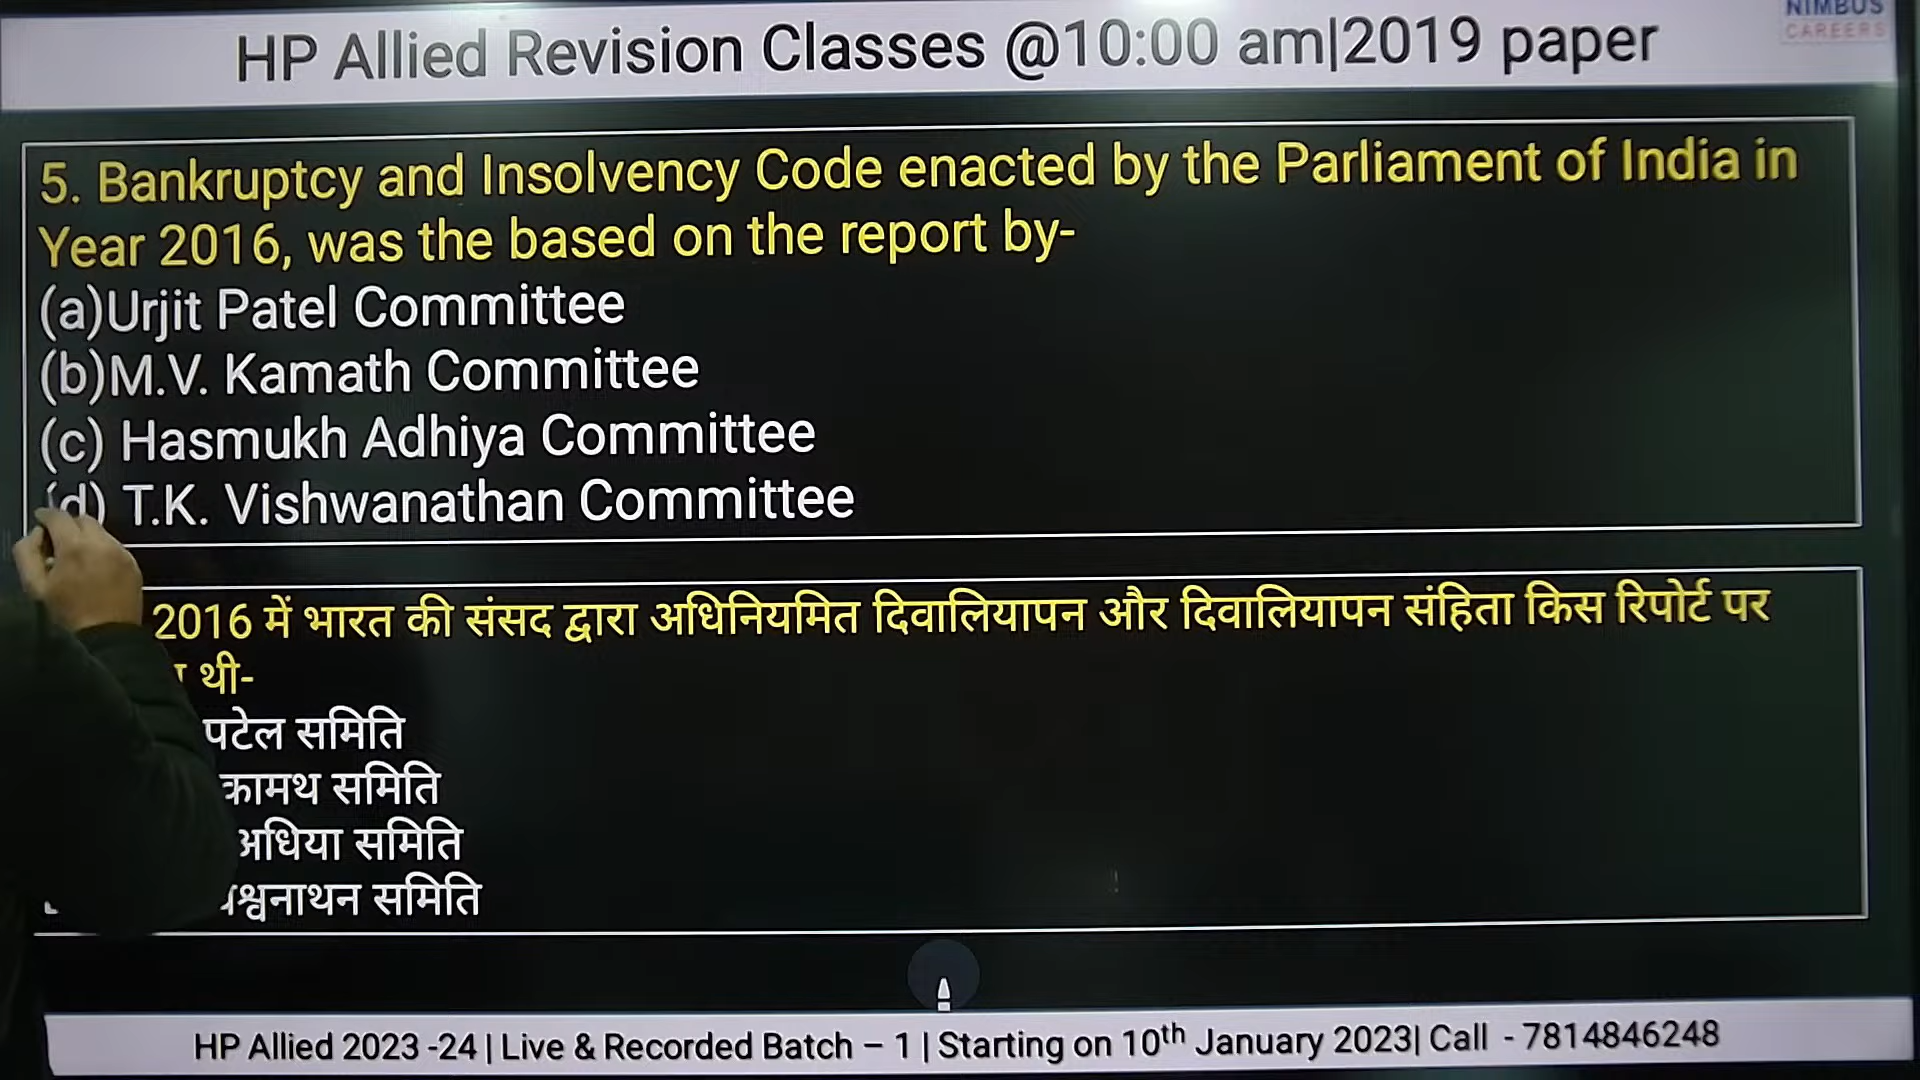 NIMBUS
CAREERS
HP Allied Revision Classes @10:00 am|2019 paper
5. Bankruptcy and Insolvency Code enacted by the Parliament of India in
Year 2016, was the based on the report by-
(a)Urjit Patel Committee
(b)M.V. Kamath Committee
(c) Hasmukh Adhiya Committee
(d) T.K. Vishwanathan Committee
2016 में भारत की संसद द्वारा अधिनियमित दिवालियापन और दिवालियापन संहिता किस रिपोर्ट पर
थी-
पटेल समिति
कामथ समिति
अधिया समिति
समिति
HP Allied 2023 -24 | Live & Recorded Batch – 1 | Starting on 10th January 2023| Call - 7814846248